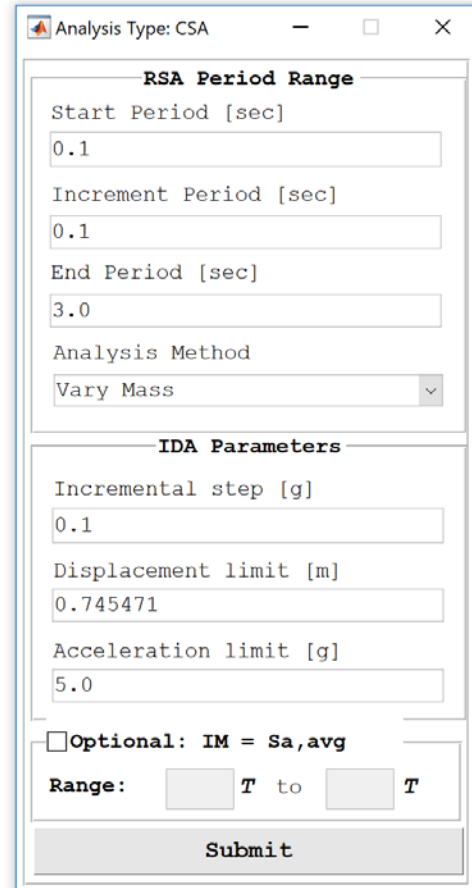 Analysis Type: CSA
RSA Period Range
Start Period [sec]
0.1
Increment Period [sec]
0.1
End Period [sec]
3.0
Analysis Method
Vary Mass
IDA Parameters
Incremental step [g]
0.1
Displacement limit [m]
0.745471
Acceleration limit [g]
5.0
Optional: IM = Sa,avg
Range: T to T
Submit